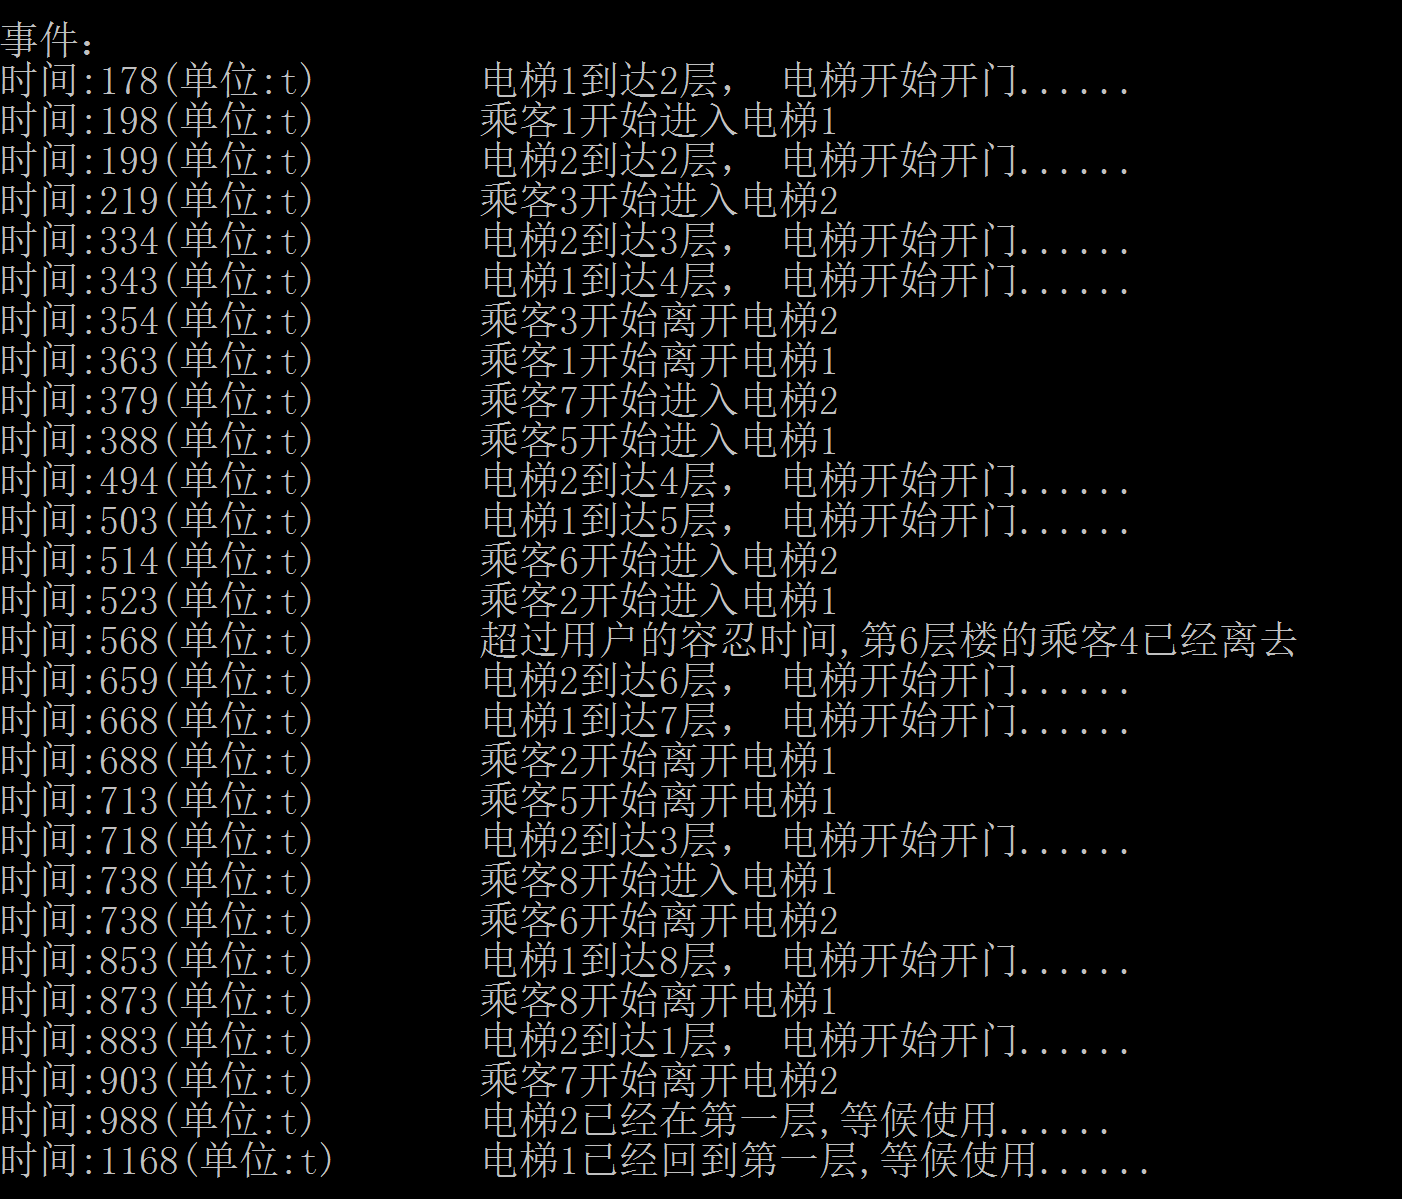 事件:
时间:178(单位:t) 电梯1到达2层， 电梯开始开门......
时间:198(单位:t) 乘客1开始进入电梯1
时间:199(单位:t) 电梯2到达2层， 电梯开始开门......
时间:219(单位:t) 乘客3开始进入电梯2
时间:334(单位:t) 电梯2到达3层， 电梯开始开门......
时间:343(单位:t) 电梯1到达4层， 电梯开始开门......
时间:354(单位:t) 乘客3开始离开电梯2
时间:363(单位:t) 乘客1开始离开电梯1
时间:379(单位:t) 乘客7开始进入电梯2
时间:388(单位:t) 乘客5开始进入电梯1
时间:494(单位:t) 电梯2到达4层， 电梯开始开门......
时间:503(单位:t) 电梯1到达5层， 电梯开始开门......
时间:514(单位:t) 乘客6开始进入电梯2
时间:523(单位:t) 乘客2开始进入电梯1
时间:568(单位:t) 超过用户的容忍时间,第6层楼的乘客4已经离去
时间:659(单位:t) 电梯2到达6层， 电梯开始开门......
时间:668(单位:t) 电梯1到达7层， 电梯开始开门......
时间:688(单位:t) 乘客2开始离开电梯1
时间:713(单位:t) 乘客5开始离开电梯1
时间:718(单位:t) 电梯2到达3层， 电梯开始开门......
时间:738(单位:t) 乘客8开始进入电梯1
时间:738(单位:t) 乘客6开始离开电梯2
时间:853(单位:t) 电梯1到达8层， 电梯开始开门......
时间:873(单位:t) 乘客8开始离开电梯1
时间:883(单位:t) 电梯2到达1层， 电梯开始开门......
时间:903(单位:t) 乘客7开始离开电梯2
时间:988(单位:t) 电梯2已经在第一层,等候使用......
时间:1168(单位:t) 电梯1已经回到第一层,等候使用......